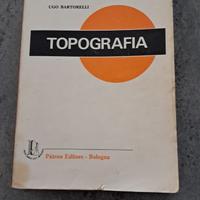 UGO BARTORELLI
TOPOGRAFIA
Pàtron Editore - Bologna